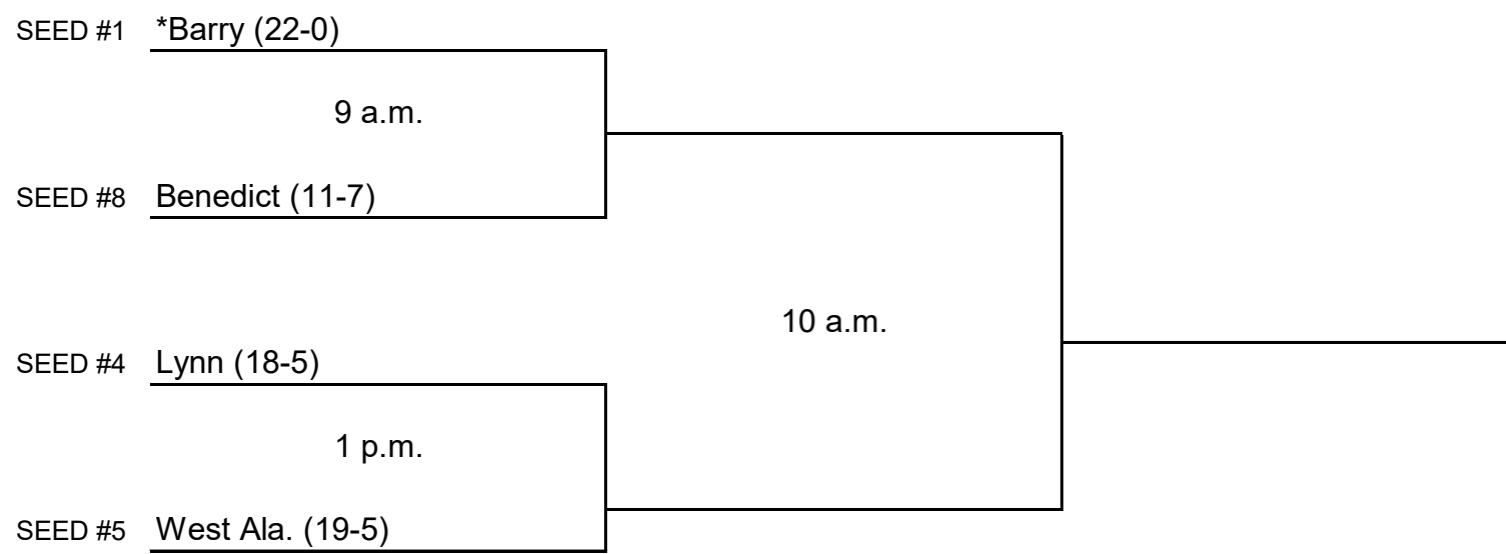 SEED #1 *Barry (22-0)
9 a.m.
SEED #8 Benedict (11-7)
10 a.m.
SEED #4 Lynn (18-5)
1 p.m.
SEED #5 West Ala. (19-5)